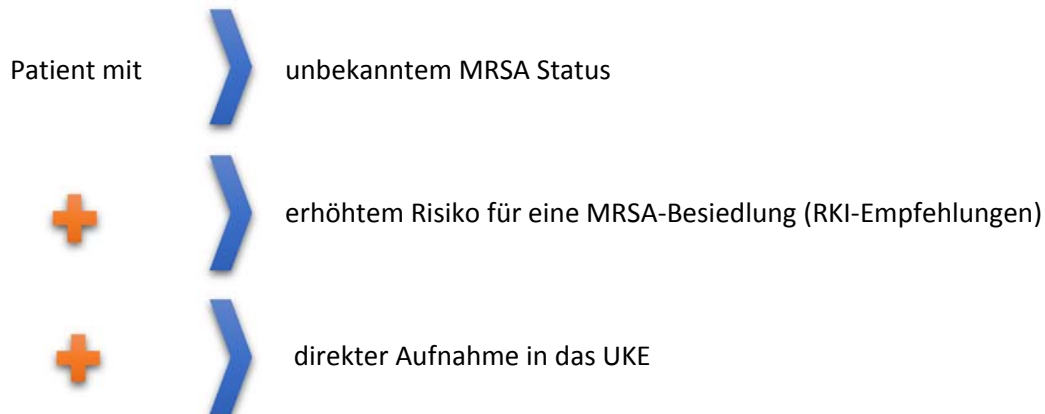 Patient mit unbekanntem MRSA Status
erhöhtem Risiko für eine MRSA-Besiedlung (RKI-Empfehlungen)
direkter Aufnahme in das UKE